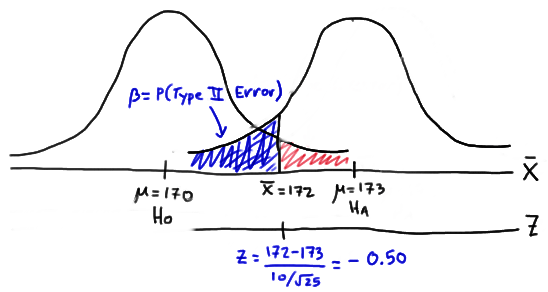 β = P(Type II Error)
X̄
μ = 170
X̄ = 172
μ = 173
H₀
Hₐ
Z
Z = (172-173)/(10/√25) = - 0.50